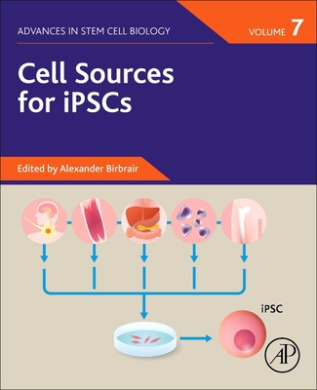 ADVANCES IN STEM CELL BIOLOGY
VOLUME 7
Cell Sources
for iPSCs
Edited by Alexander Birbrair
iPSC
AP